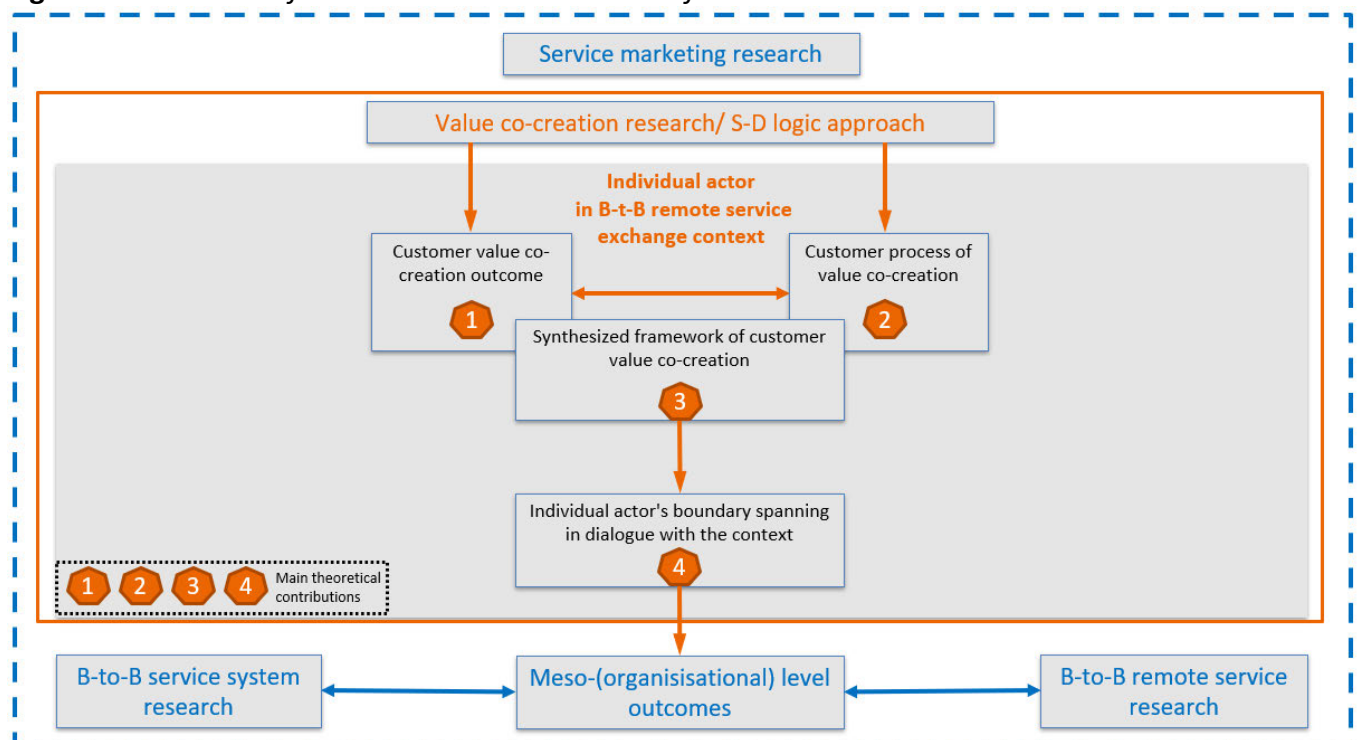 Service marketing research
Value co-creation research/ S-D logic approach
Individual actor
in B-t-B remote service
exchange context
Customer value co-
creation outcome
1
Customer process of
value co-creation
2
Synthesized framework of customer
value co-creation
3
Individual actor's boundary spanning
in dialogue with the context
4
1 2 3 4
Main theoretical
contributions
B-to-B service system
research
Meso-(organisisational) level
outcomes
B-to-B remote service
research